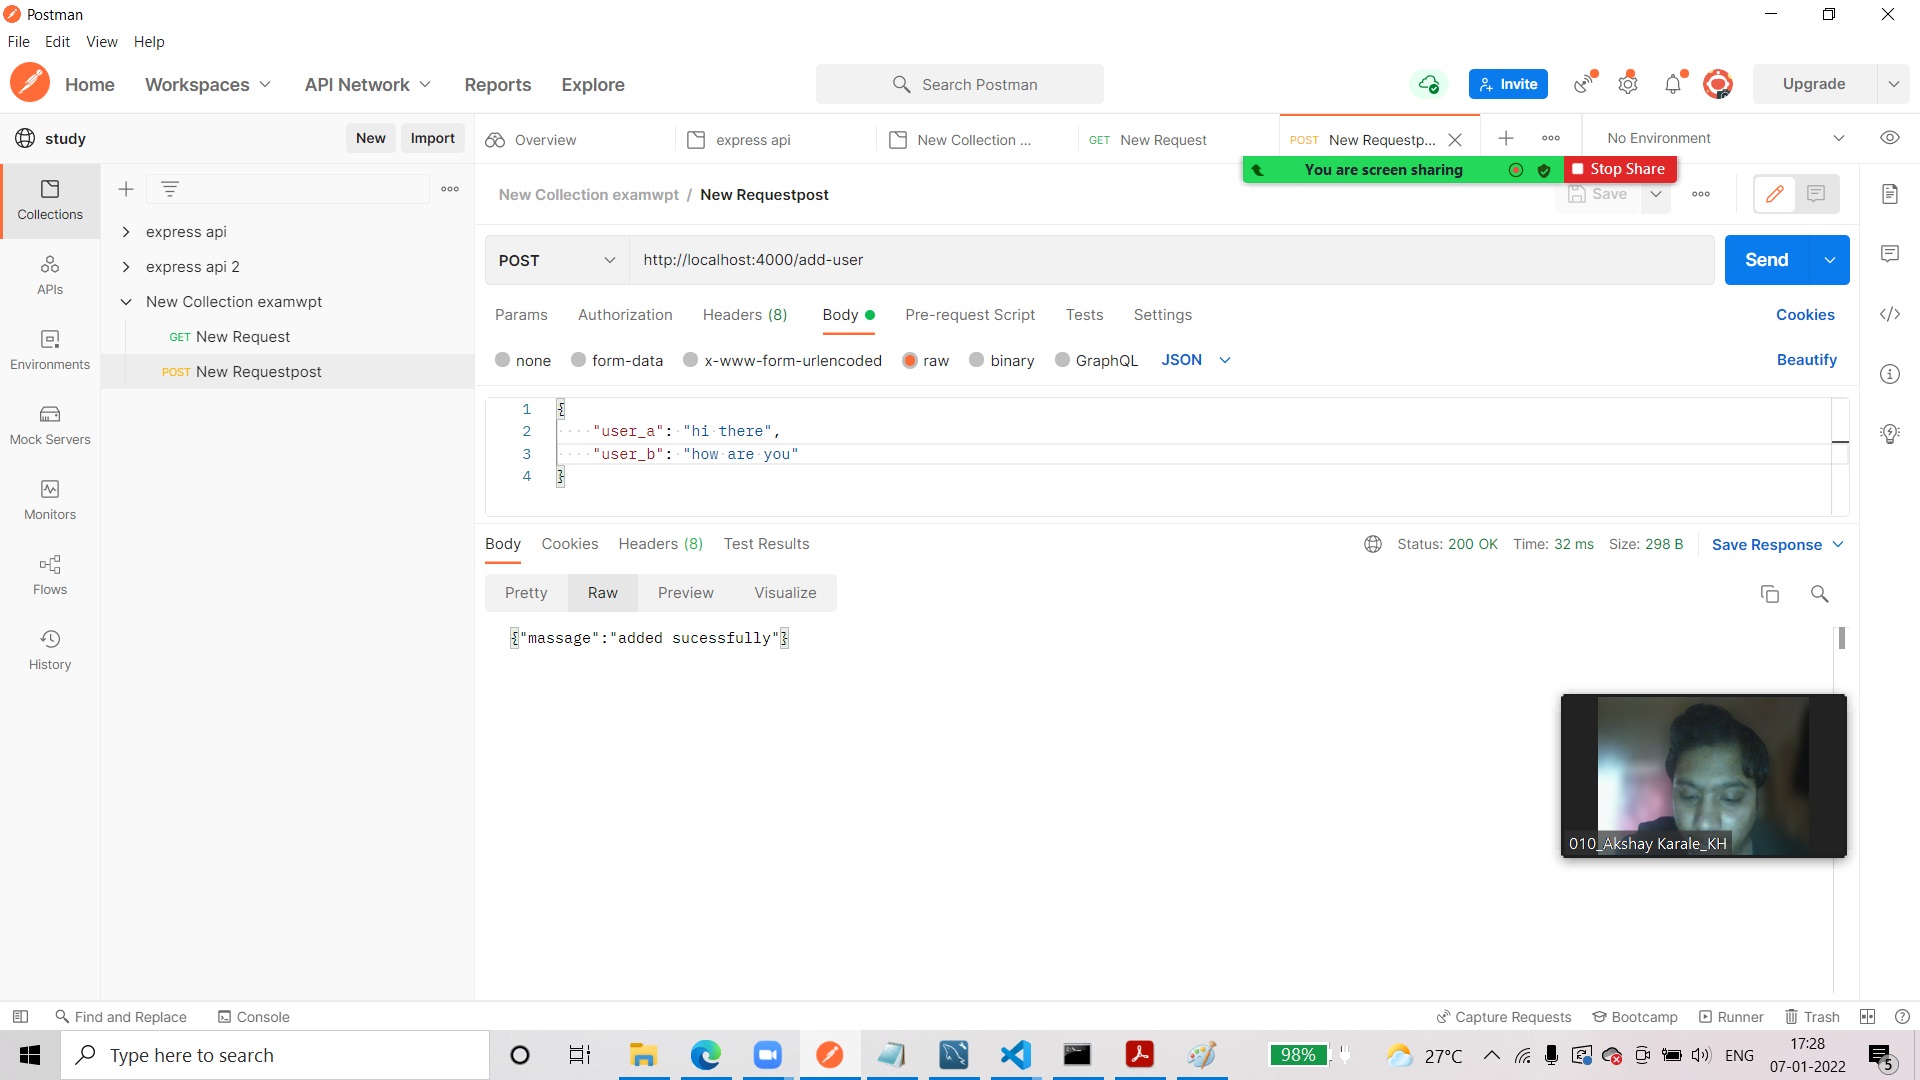 Postman
File Edit View Help
Home Workspaces API Network Reports Explore
Search Postman
Invite
Upgrade
study
New Import
Overview
express api
New Collection ...
GET New Request
POST New Requestp...
No Environment
You are screen sharing
Stop Share
Collections
APIs
Environments
Mock Servers
Monitors
Flows
History
express api
express api 2
New Collection examwpt
GET New Request
POST New Requestpost
New Collection examwpt / New Requestpost
Save
POST http://localhost:4000/add-user
Send
Params Authorization Headers (8) Body Pre-request Script Tests Settings Cookies
none form-data x-www-form-urlencoded raw binary GraphQL JSON Beautify
1 {
2 "user_a": "hi there",
3 "user_b": "how are you"
4 }
Body Cookies Headers (8) Test Results
Status: 200 OK Time: 32 ms Size: 298 B Save Response
Pretty Raw Preview Visualize
{"massage":"added sucessfully"}
010_Akshay Karale_KH
Find and Replace Console
Capture Requests Bootcamp Runner Trash
Type here to search
98%
27°C
ENG
17:28
07-01-2022
5